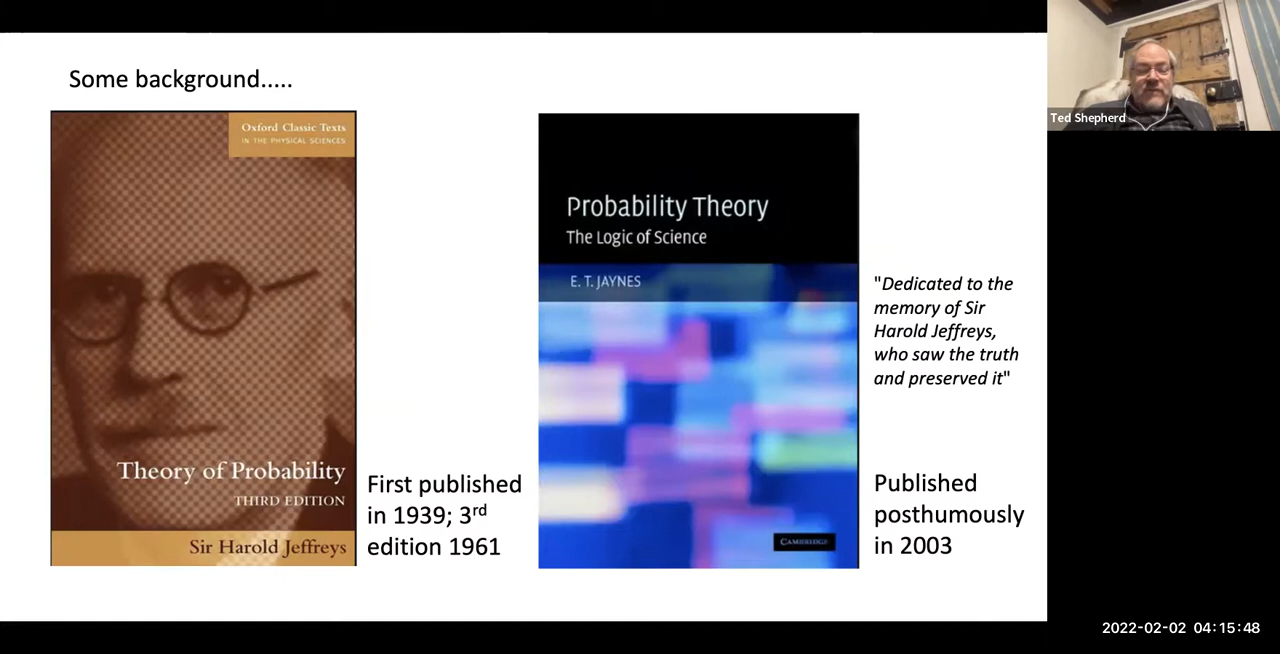 Some background.....
Oxford Classic Texts
IN THE PHYSICAL SCIENCES
Theory of Probability
THIRD EDITION
Sir Harold Jeffreys
First published
in 1939; 3rd
edition 1961
Probability Theory
The Logic of Science
E. T. JAYNES
CAMBRIDGE
"Dedicated to the
memory of Sir
Harold Jeffreys,
who saw the truth
and preserved it"
Published
posthumously
in 2003
Ted Shepherd
2022-02-02 04:15:48